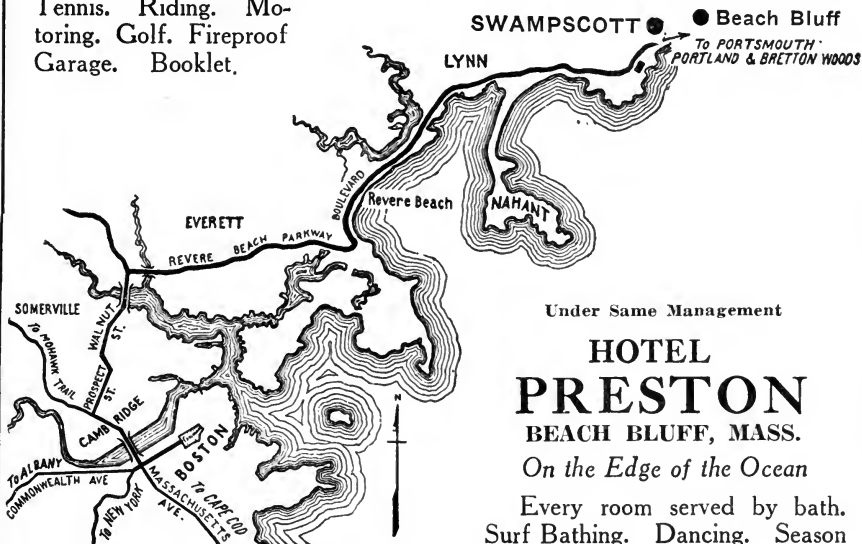 Tennis. Riding. Mo-
toring. Golf. Fireproof
Garage. Booklet.
SWAMPSCOTT
Beach Bluff
To PORTSMOUTH
PORTLAND & BRETTON WOODS
LYNN
BOULEVARD
Revere Beach
NAHANT
EVERETT
REVERE BEACH PARKWAY
SOMERVILLE
WALNUT
ST.
To MOHAWK TRAIL
PROSPECT
ST.
CAMBRIDGE
BOSTON
To ALBANY
COMMONWEALTH AVE
To NEW YORK
MASSACHUSETTS
AVE.
To CAPE COD
N
Under Same Management
HOTEL
PRESTON
BEACH BLUFF, MASS.
On the Edge of the Ocean
Every room served by bath.
Surf Bathing. Dancing. Season